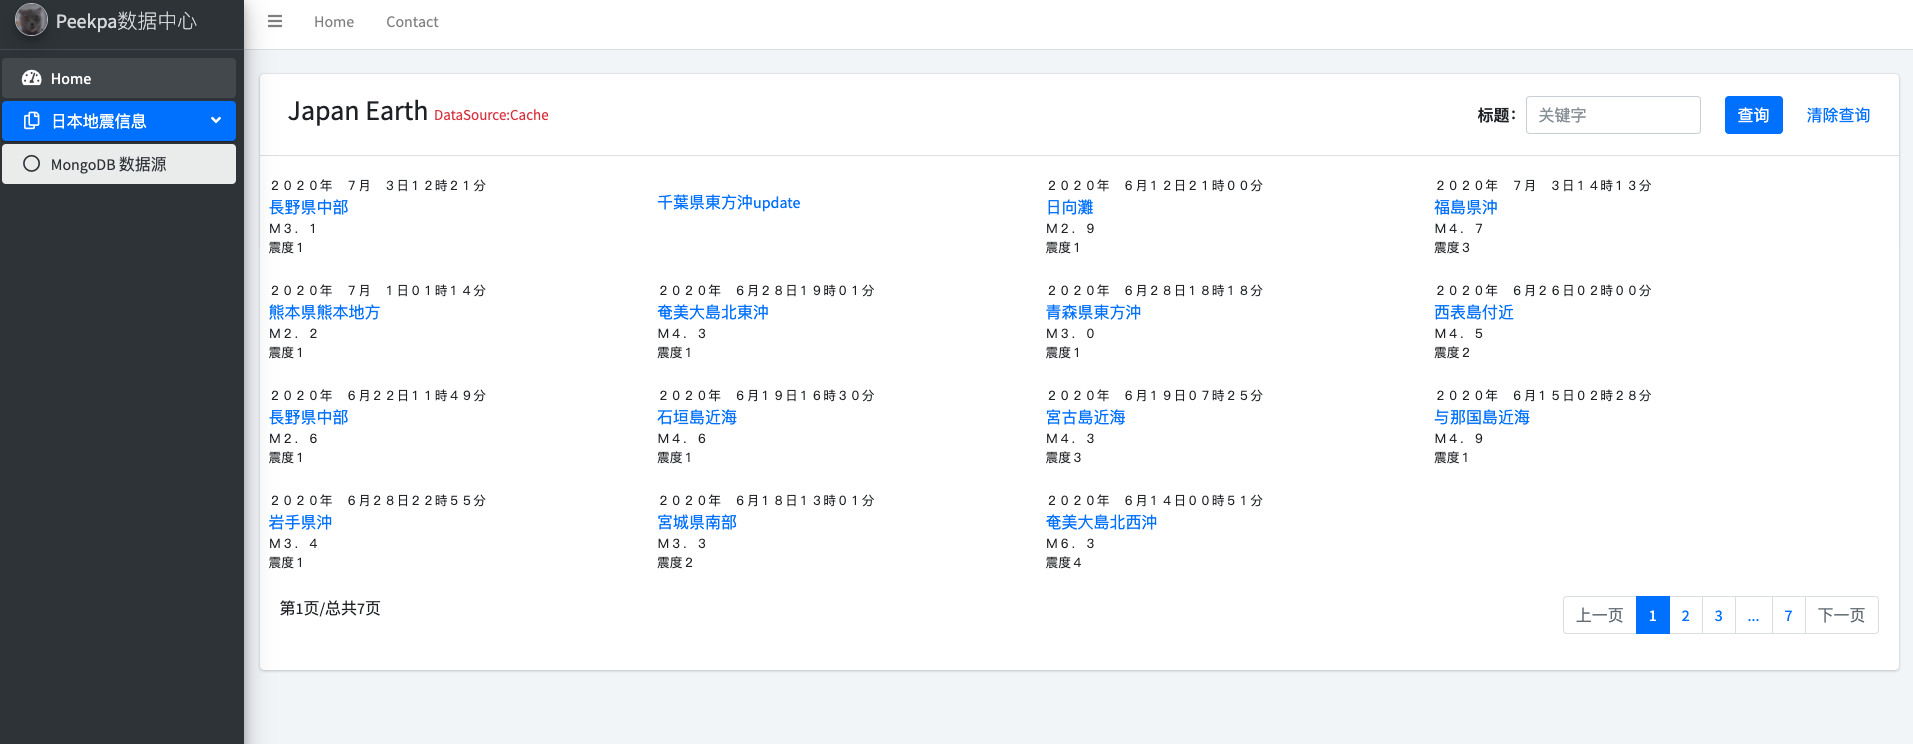 Peekpa数据中心
Home
Contact
Home
日本地震信息
MongoDB 数据源
Japan Earth DataSource:Cache
标题：
关键字
查询
清除查询
２０２０年　７月　３日１２時２１分
長野県中部
Ｍ３．１
震度１
千葉県東方沖update
２０２０年　６月１２日２１時００分
日向灘
Ｍ２．９
震度１
２０２０年　７月　３日１４時１３分
福島県沖
Ｍ４．７
震度３
２０２０年　７月　１日０１時１４分
熊本県熊本地方
Ｍ２．２
震度１
２０２０年　６月２８日１９時０１分
奄美大島北東沖
Ｍ４．３
震度１
２０２０年　６月２８日１８時１８分
青森県東方沖
Ｍ３．０
震度１
２０２０年　６月２６日０２時００分
西表島付近
Ｍ４．５
震度２
２０２０年　６月２２日１１時４９分
長野県中部
Ｍ２．６
震度１
２０２０年　６月１９日１６時３０分
石垣島近海
Ｍ４．６
震度１
２０２０年　６月１９日０７時２５分
宮古島近海
Ｍ４．３
震度３
２０２０年　６月１５日０２時２８分
与那国島近海
Ｍ４．９
震度１
２０２０年　６月２８日２２時５５分
岩手県沖
Ｍ３．４
震度１
２０２０年　６月１８日１３時０１分
宮城県南部
Ｍ３．３
震度２
２０２０年　６月１４日００時５１分
奄美大島北西沖
Ｍ６．３
震度４
第1页/总共7页
上一页 1 2 3 ... 7 下一页